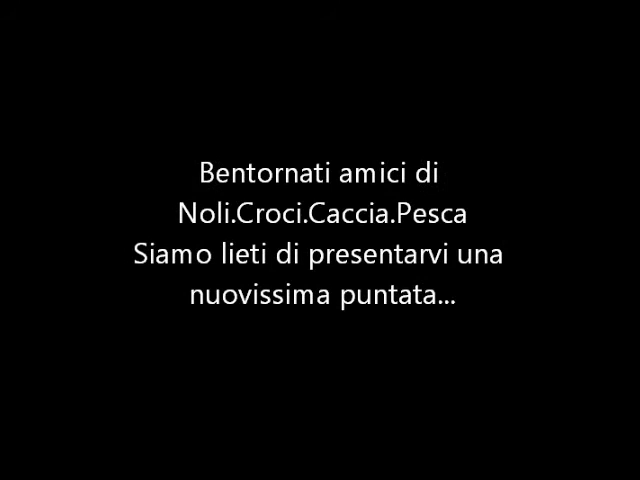 Bentornati amici di
Noli.Croci.Caccia.Pesca
Siamo lieti di presentarvi una
nuovissima puntata...